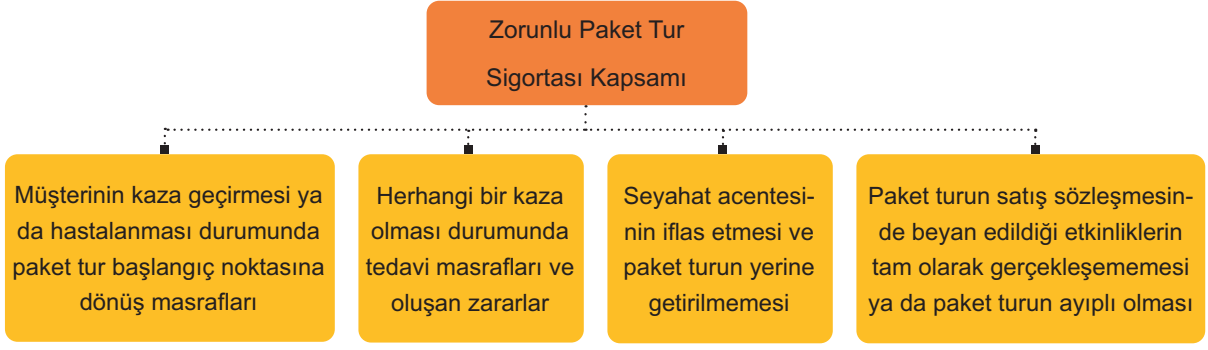 Zorunlu Paket Tur
Sigortası Kapsamı
Müşterinin kaza geçirmesi ya
da hastalanması durumunda
paket tur başlangıç noktasına
dönüş masrafları
Herhangi bir kaza
olması durumunda
tedavi masrafları ve
oluşan zararlar
Seyahat acentesi-
nin iflas etmesi ve
paket turun yerine
getirilmemesi
Paket turun satış sözleşmesin-
de beyan edildiği etkinliklerin
tam olarak gerçekleşememesi
ya da paket turun ayıplı olması